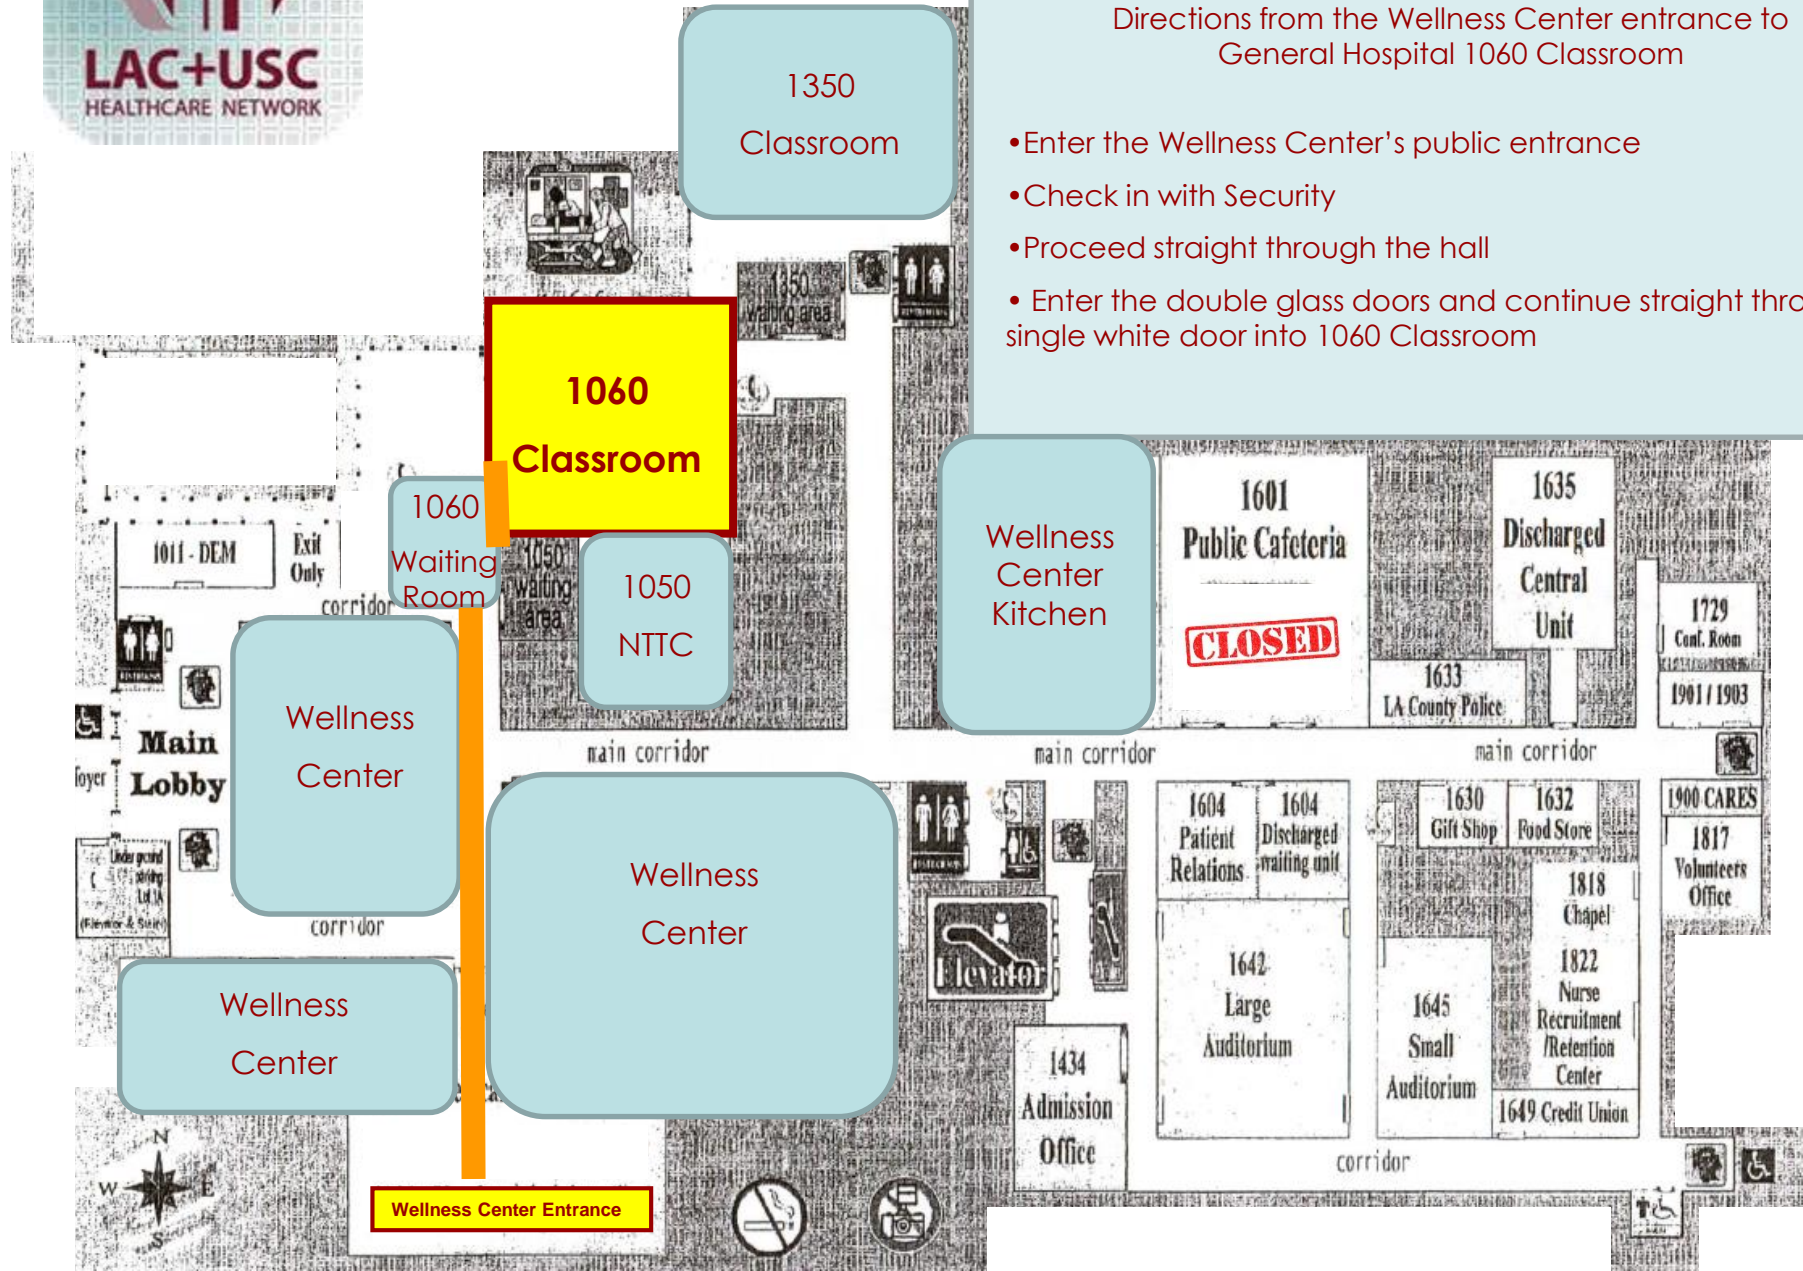 LAC+USC
HEALTHCARE NETWORK
Directions from the Wellness Center entrance to
General Hospital 1060 Classroom
•Enter the Wellness Center's public entrance
•Check in with Security
•Proceed straight through the hall
• Enter the double glass doors and continue straight thro
single white door into 1060 Classroom
1350
Classroom
1350
waiting area
1060
Classroom
1060
Waiting
Room
1050
waiting
area
1050
NTTC
1011 - DEM
Exit
Only
corridor
Wellness
Center
Kitchen
1601
Public Cafeteria
CLOSED
1635
Discharged
Central
Unit
1633
LA County Police
1729
Conf. Room
1901 / 1903
Main
Lobby
foyer
Wellness
Center
main corridor
main corridor
main corridor
Under ground
parking
Lot 1A
(Elevator & Stair)
corridor
Wellness
Center
Wellness
Center
Elevator
1604
Patient
Relations
1604
Discharged
waiting unit
1630
Gift Shop
1632
Food Store
1900 CARES
1817
Volunteers
Office
1818
Chapel
1642
Large
Auditorium
1645
Small
Auditorium
1822
Nurse
Recruitment
/Retention
Center
1649 Credit Union
1434
Admission
Office
corridor
N
W
E
S
Wellness Center Entrance